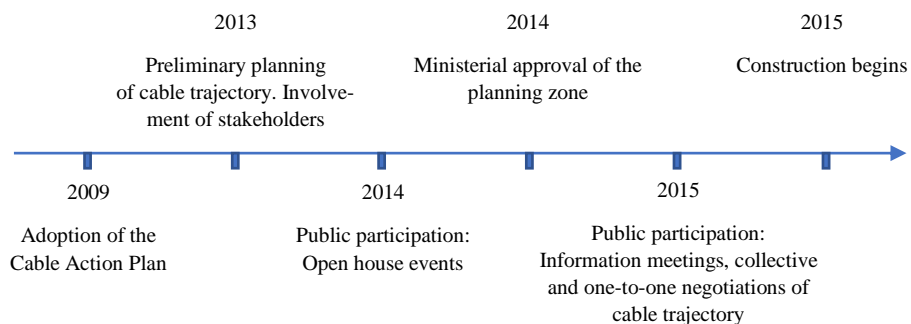 2013
Preliminary planning
of cable trajectory. Involve-
ment of stakeholders
2014
Ministerial approval of the
planning zone
2015
Construction begins
2009
Adoption of the
Cable Action Plan
2014
Public participation:
Open house events
2015
Public participation:
Information meetings, collective
and one-to-one negotiations of
cable trajectory